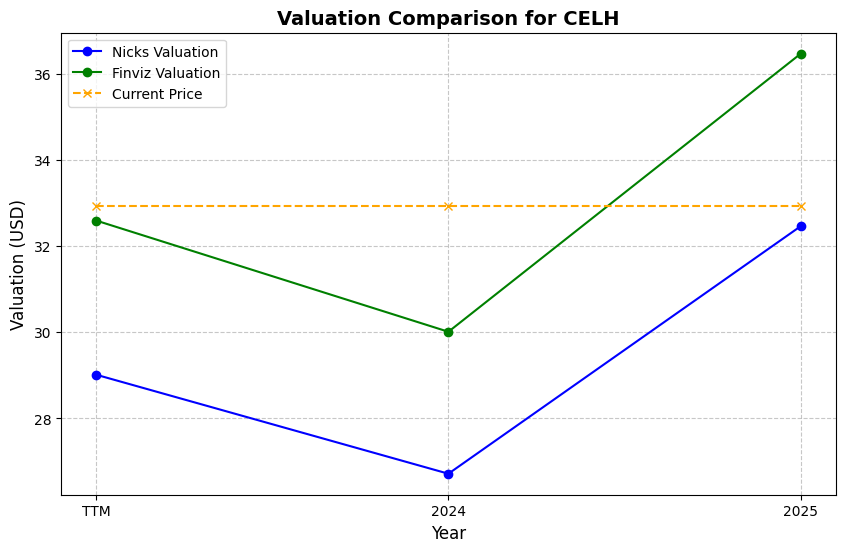 Valuation Comparison for CELH
Nicks Valuation
Finviz Valuation
Current Price
Valuation (USD)
36
34
32
30
28
TTM
2024
2025
Year